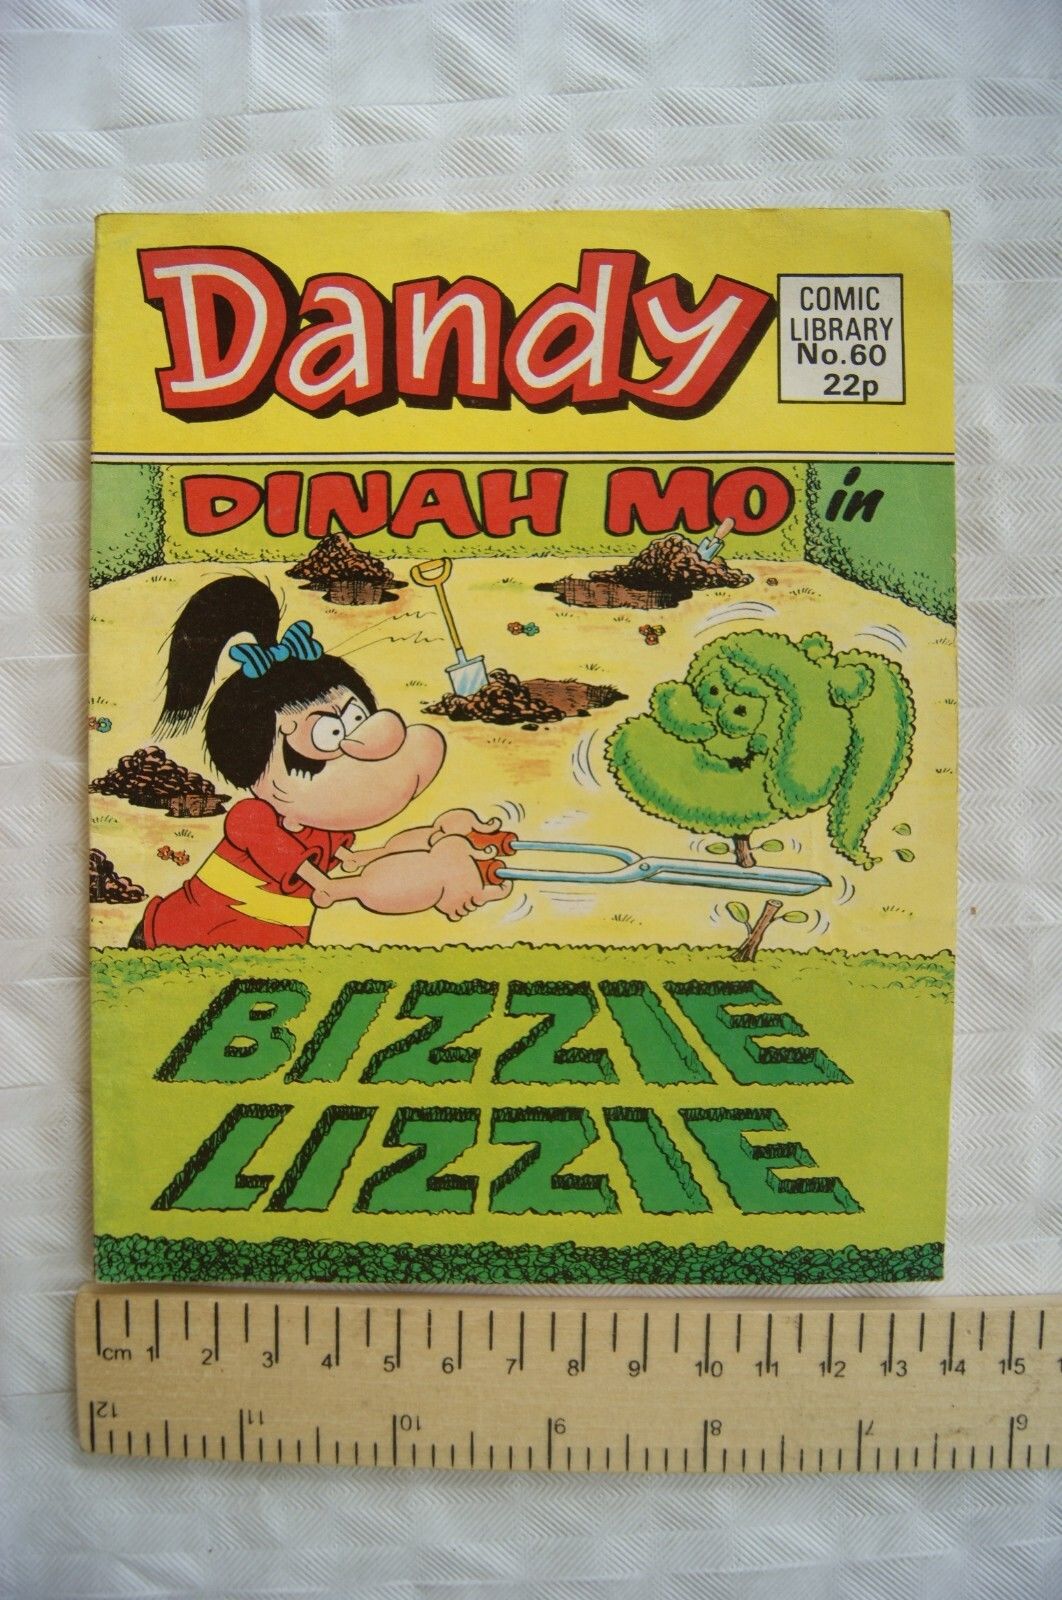 Dandy
COMIC
LIBRARY
No.60
22p
DINAH MO in
BIZZIE
LIZZIE
cm 1 2 3 4 5 6 7 8 9 10 11 12 13 14 15
12 11 10 9 8 7 6